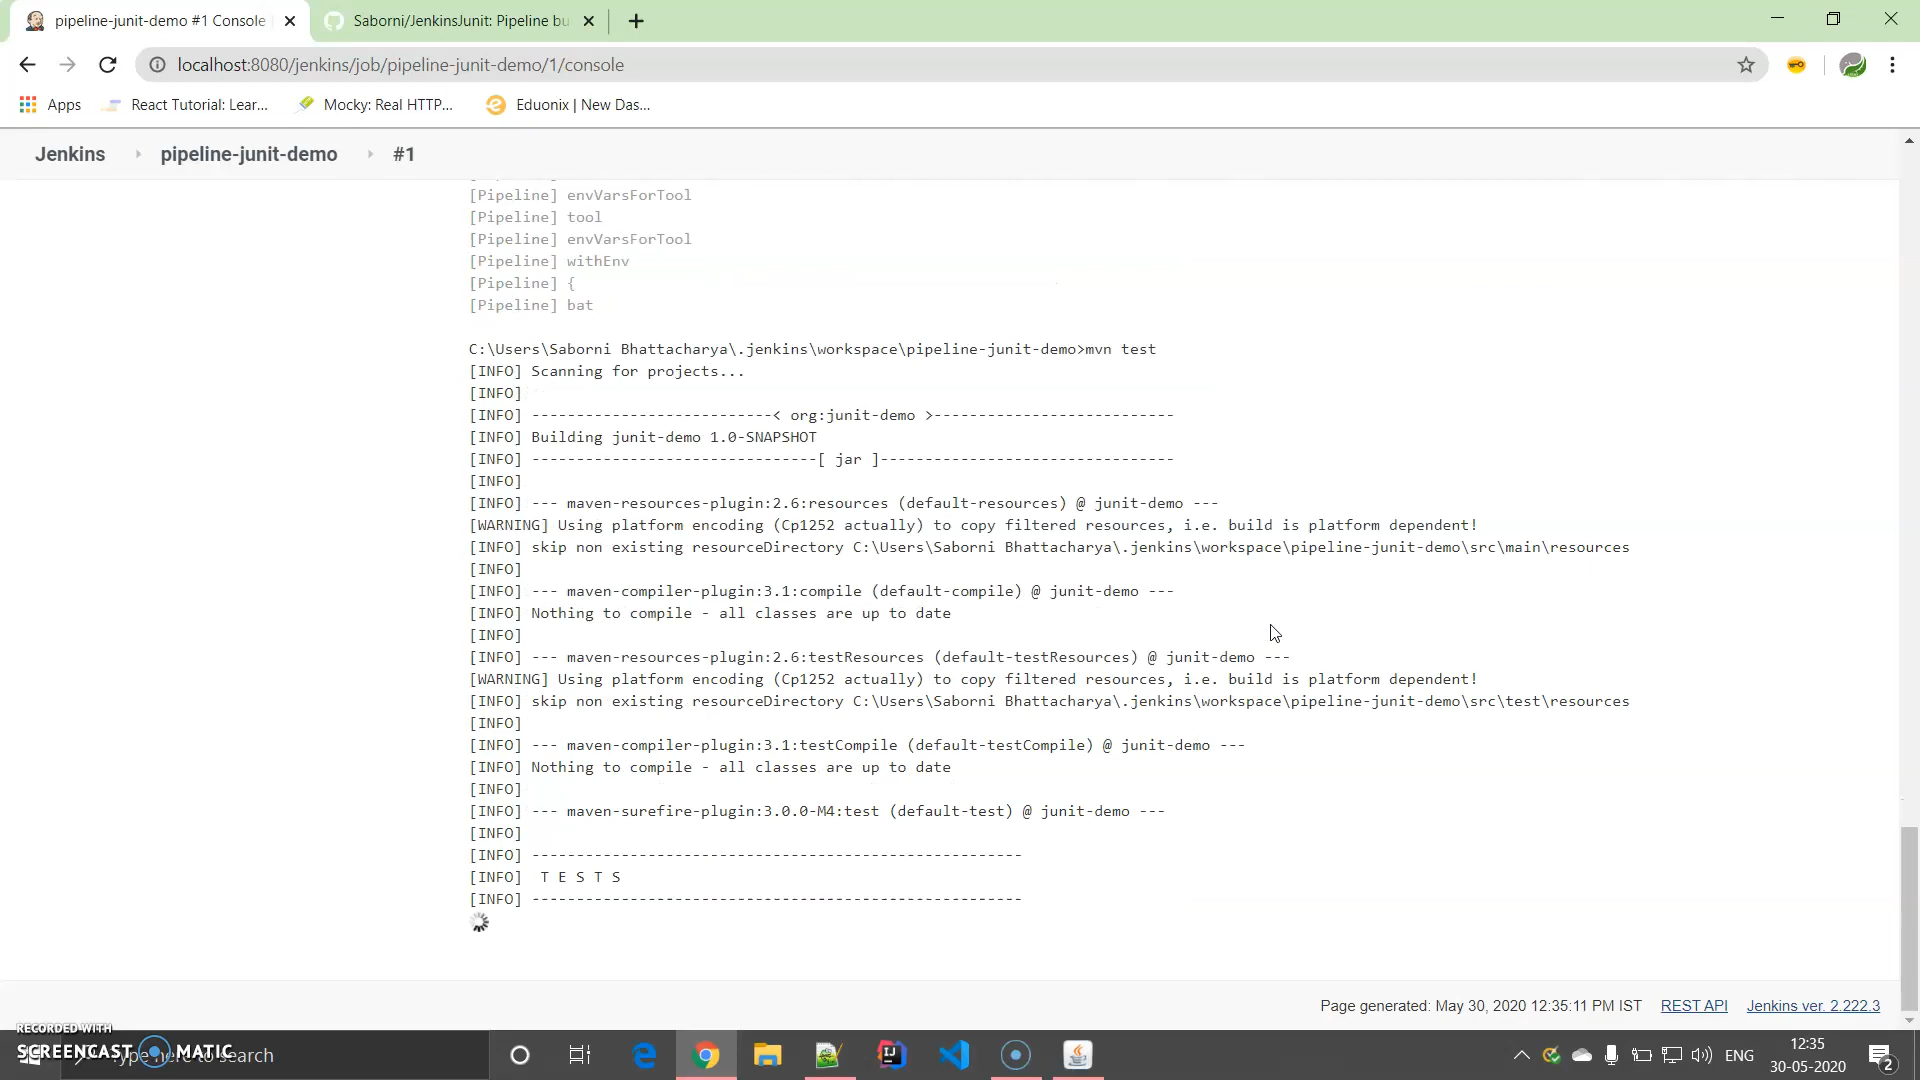 pipeline-junit-demo #1 Console
Saborni/JenkinsJunit: Pipeline bu
localhost:8080/jenkins/job/pipeline-junit-demo/1/console
Apps
React Tutorial: Lear...
Mocky: Real HTTP...
Eduonix | New Das...
Jenkins
pipeline-junit-demo
#1
[Pipeline] envVarsForTool
[Pipeline] tool
[Pipeline] envVarsForTool
[Pipeline] withEnv
[Pipeline] {
[Pipeline] bat
C:\Users\Saborni Bhattacharya\.jenkins\workspace\pipeline-junit-demo>mvn test
[INFO] Scanning for projects...
[INFO]
[INFO] ---------------------------< org:junit-demo >---------------------------
[INFO] Building junit-demo 1.0-SNAPSHOT
[INFO] --------------------------------[ jar ]---------------------------------
[INFO]
[INFO] --- maven-resources-plugin:2.6:resources (default-resources) @ junit-demo ---
[WARNING] Using platform encoding (Cp1252 actually) to copy filtered resources, i.e. build is platform dependent!
[INFO] skip non existing resourceDirectory C:\Users\Saborni Bhattacharya\.jenkins\workspace\pipeline-junit-demo\src\main\resources
[INFO]
[INFO] --- maven-compiler-plugin:3.1:compile (default-compile) @ junit-demo ---
[INFO] Nothing to compile - all classes are up to date
[INFO]
[INFO] --- maven-resources-plugin:2.6:testResources (default-testResources) @ junit-demo ---
[WARNING] Using platform encoding (Cp1252 actually) to copy filtered resources, i.e. build is platform dependent!
[INFO] skip non existing resourceDirectory C:\Users\Saborni Bhattacharya\.jenkins\workspace\pipeline-junit-demo\src\test\resources
[INFO]
[INFO] --- maven-compiler-plugin:3.1:testCompile (default-testCompile) @ junit-demo ---
[INFO] Nothing to compile - all classes are up to date
[INFO]
[INFO] --- maven-surefire-plugin:3.0.0-M4:test (default-test) @ junit-demo ---
[INFO]
[INFO] -------------------------------------------------------
[INFO]  T E S T S
[INFO] -------------------------------------------------------
Page generated: May 30, 2020 12:35:11 PM IST
REST API
Jenkins ver. 2.222.3
RECORDED WITH
SCREENCAST MATIC
Type here to search
ENG
12:35
30-05-2020
2